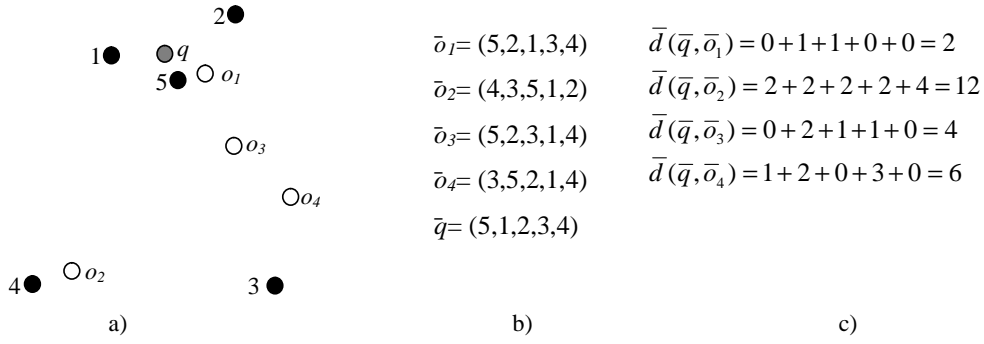 2
1
q
5
o₁
o₃
o₄
4
o₂
3
a)
ō₁= (5,2,1,3,4)
ō₂= (4,3,5,1,2)
ō₃= (5,2,3,1,4)
ō₄= (3,5,2,1,4)
q̄= (5,1,2,3,4)
b)
d̄(q̄,ō₁) = 0+1+1+0+0 = 2
d̄(q̄,ō₂) = 2+2+2+2+4 = 12
d̄(q̄,ō₃) = 0+2+1+1+0 = 4
d̄(q̄,ō₄) = 1+2+0+3+0 = 6
c)